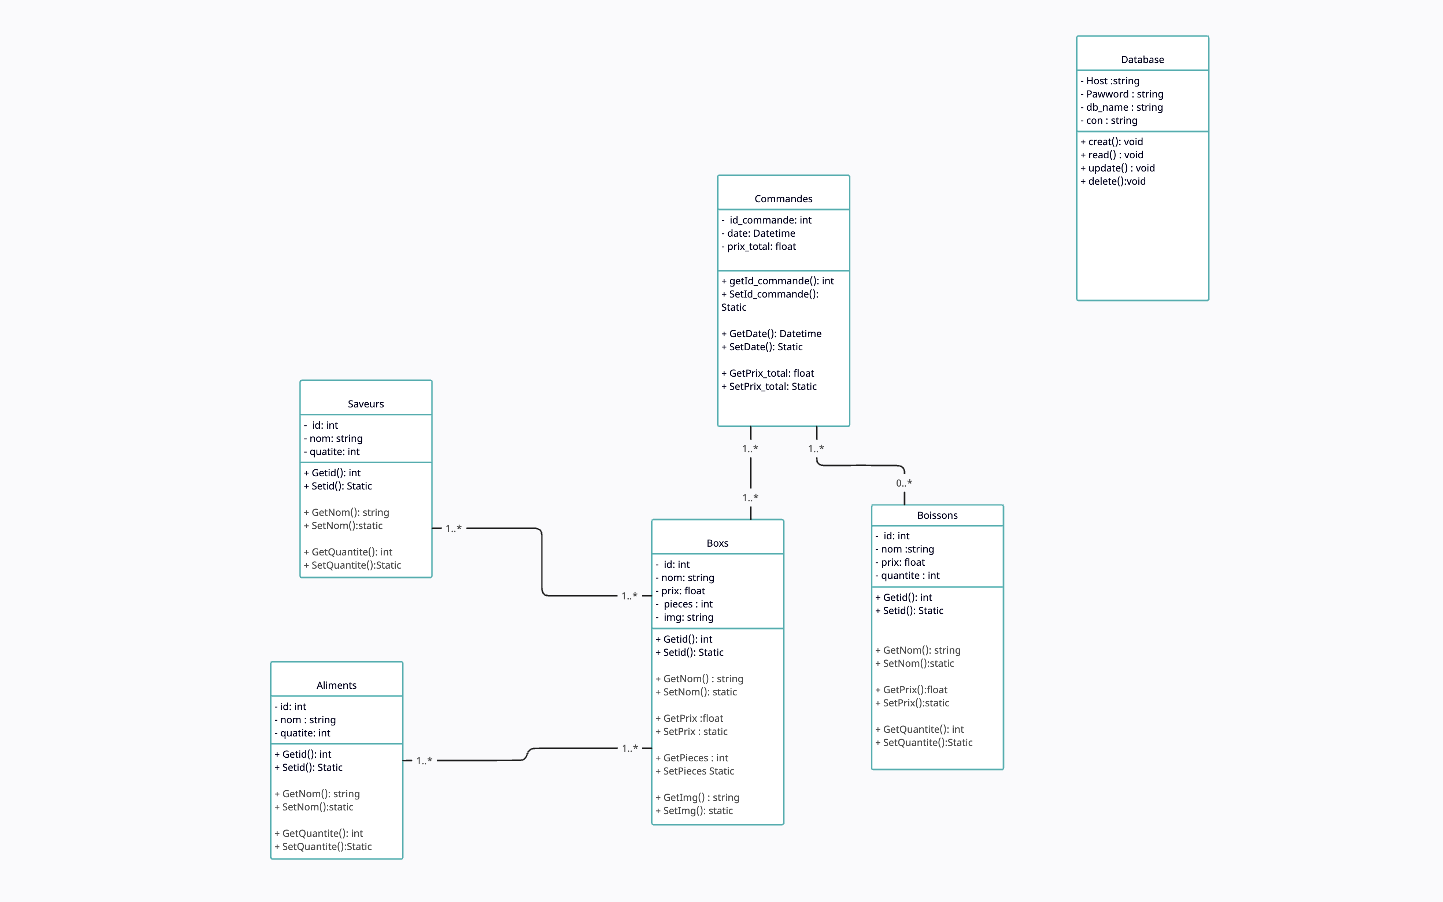 Database
- Host :string
- Pawword : string
- db_name : string
- con : string
+ creat(): void
+ read() : void
+ update() : void
+ delete():void
Commandes
- id_commande: int
- date: Datetime
- prix_total: float
+ getId_commande(): int
+ SetId_commande():
Static
+ GetDate(): Datetime
+ SetDate(): Static
+ GetPrix_total: float
+ SetPrix_total: Static
1..*
1..*
1..*
0..*
Saveurs
- id: int
- nom: string
- quatite: int
+ Getid(): int
+ Setid(): Static
+ GetNom(): string
+ SetNom():static
+ GetQuantite(): int
+ SetQuantite():Static
1..*
1..*
Boxs
- id: int
- nom: string
- prix: float
- pieces : int
- img: string
+ Getid(): int
+ Setid(): Static
+ GetNom() : string
+ SetNom(): static
+ GetPrix :float
+ SetPrix : static
+ GetPieces : int
+ SetPieces Static
+ GetImg() : string
+ SetImg(): static
Boissons
- id: int
- nom :string
- prix: float
- quantite : int
+ Getid(): int
+ Setid(): Static
+ GetNom(): string
+ SetNom():static
+ GetPrix():float
+ SetPrix():static
+ GetQuantite(): int
+ SetQuantite():Static
Aliments
- id: int
- nom : string
- quatite: int
+ Getid(): int
+ Setid(): Static
+ GetNom(): string
+ SetNom():static
+ GetQuantite(): int
+ SetQuantite():Static
1..*
1..*